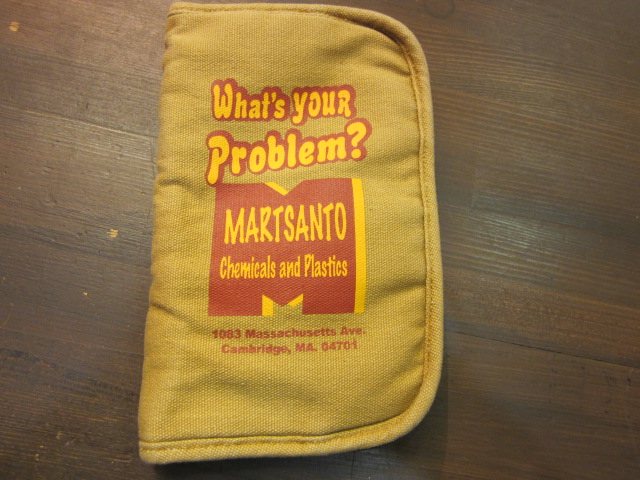 What's YOUR
Problem?
MARTSANTO
Chemicals and Plastics
1083 Massachusetts Ave.
Cambridge, MA. 04701